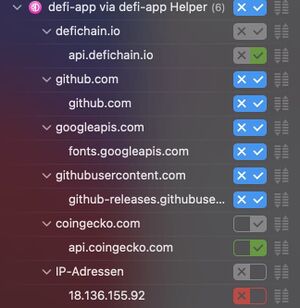 defi-app via defi-app Helper (6)
defichain.io
api.defichain.io
github.com
github.com
googleapis.com
fonts.googleapis.com
githubusercontent.com
github-releases.githubuse...
coingecko.com
api.coingecko.com
IP-Adressen
18.136.155.92